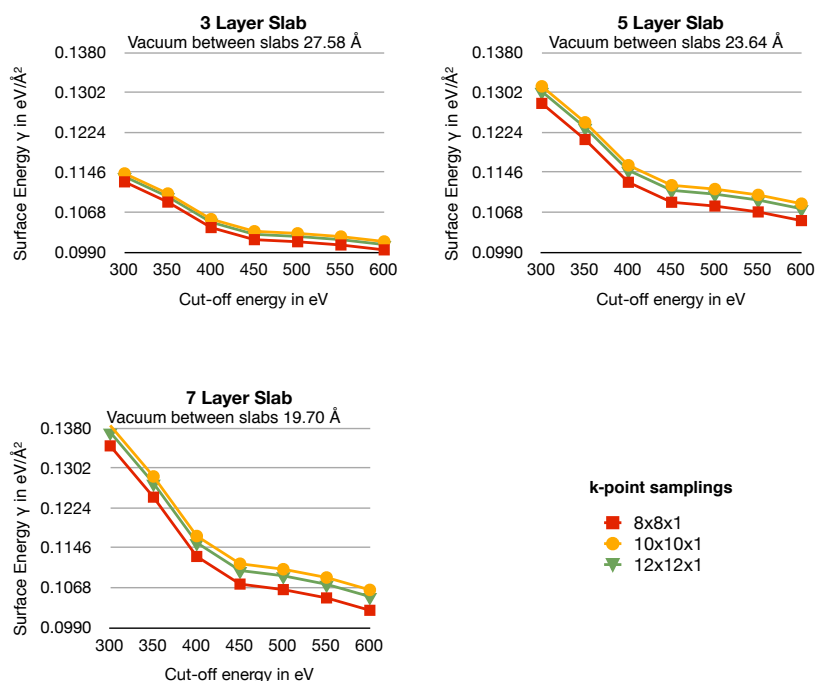 3 Layer Slab
Vacuum between slabs 27.58 Å
Surface Energy γ in eV/Å²
0.1380
0.1302
0.1224
0.1146
0.1068
0.0990
300 350 400 450 500 550 600
Cut-off energy in eV
5 Layer Slab
Vacuum between slabs 23.64 Å
Surface Energy γ in eV/Å²
0.1380
0.1302
0.1224
0.1146
0.1068
0.0990
300 350 400 450 500 550 600
Cut-off energy in eV
7 Layer Slab
Vacuum between slabs 19.70 Å
Surface Energy γ in eV/Å²
0.1380
0.1302
0.1224
0.1146
0.1068
0.0990
300 350 400 450 500 550 600
Cut-off energy in eV
k-point samplings
8x8x1
10x10x1
12x12x1